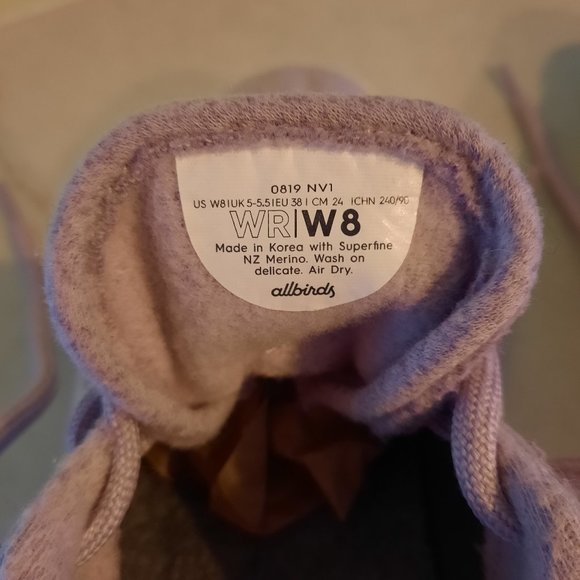 0819 NV1
US W8|UK 5-5.5|EU 38| CM 24 |CHN 240/90
WR|W8
Made in Korea with Superfine
NZ Merino. Wash on
delicate. Air Dry.
allbirds